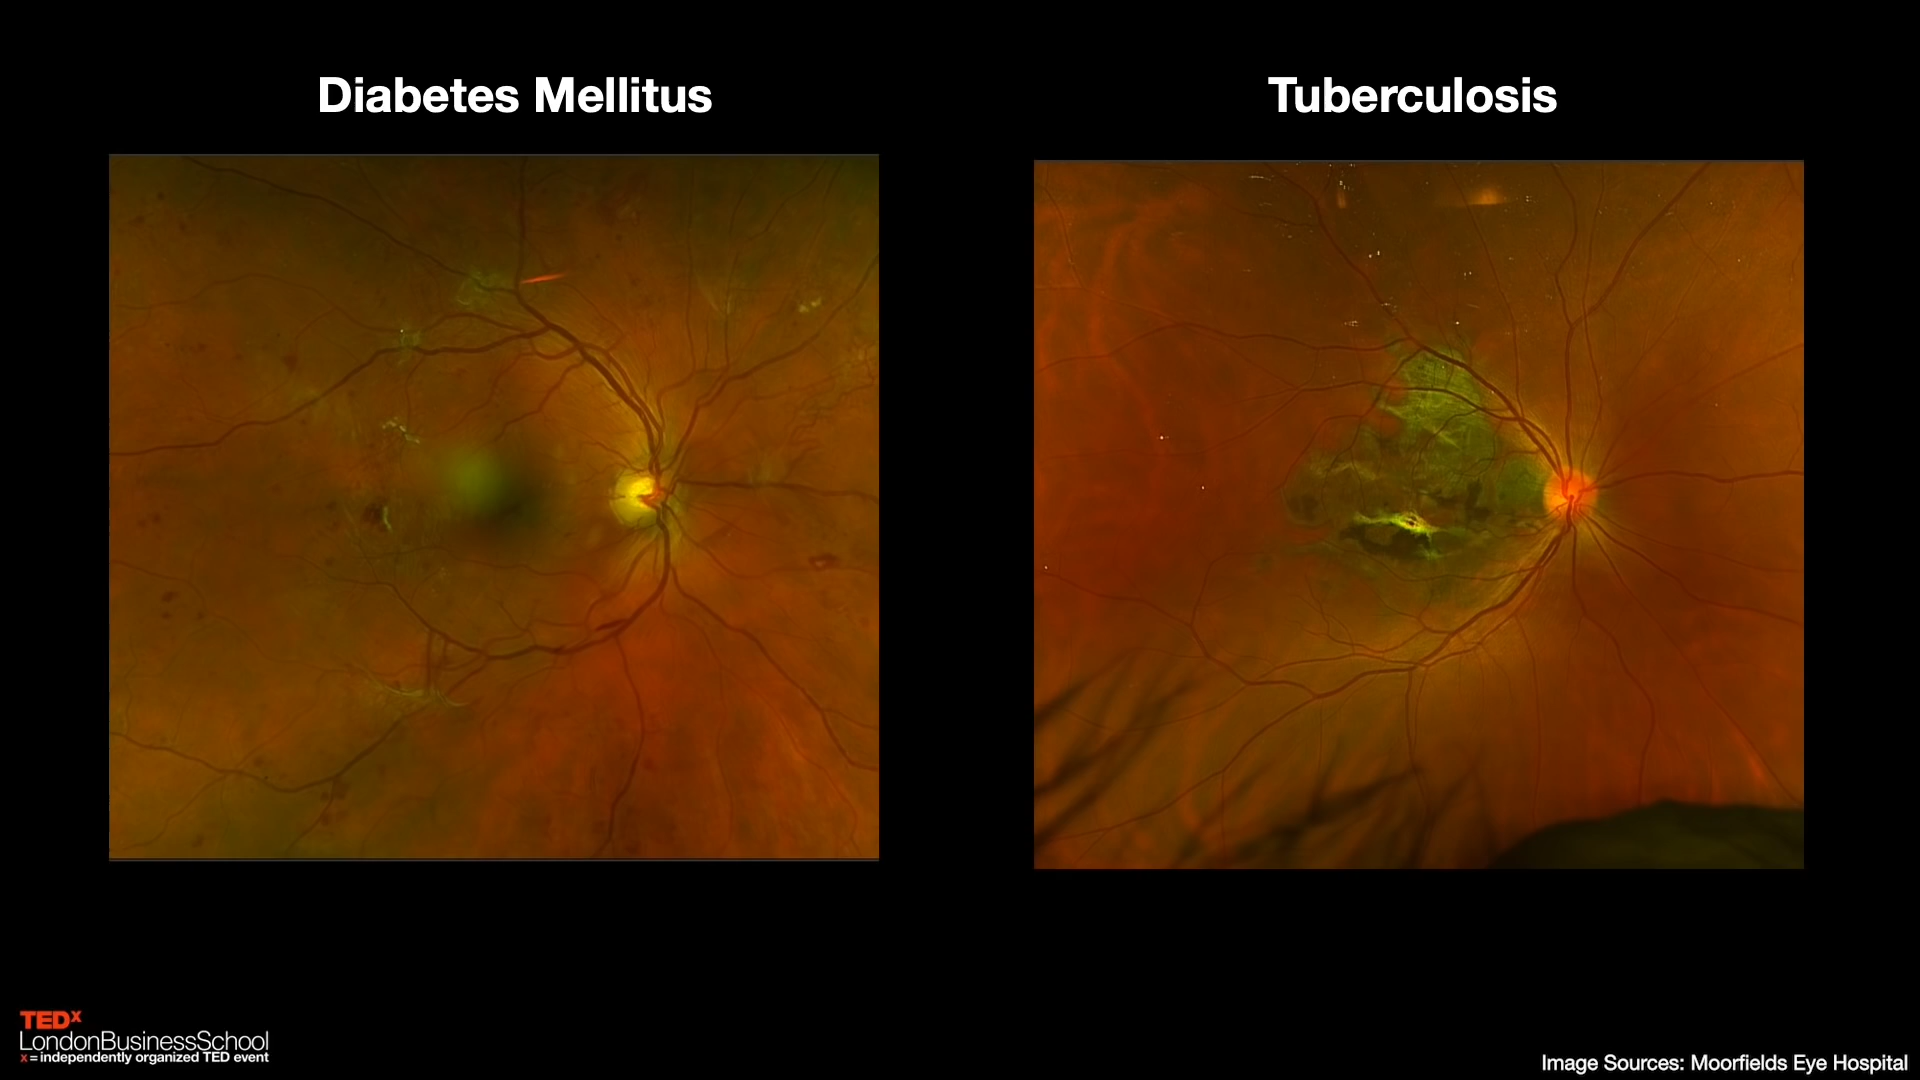 Diabetes Mellitus
Tuberculosis
TEDx
LondonBusinessSchool
x = independently organized TED event
Image Sources: Moorfields Eye Hospital